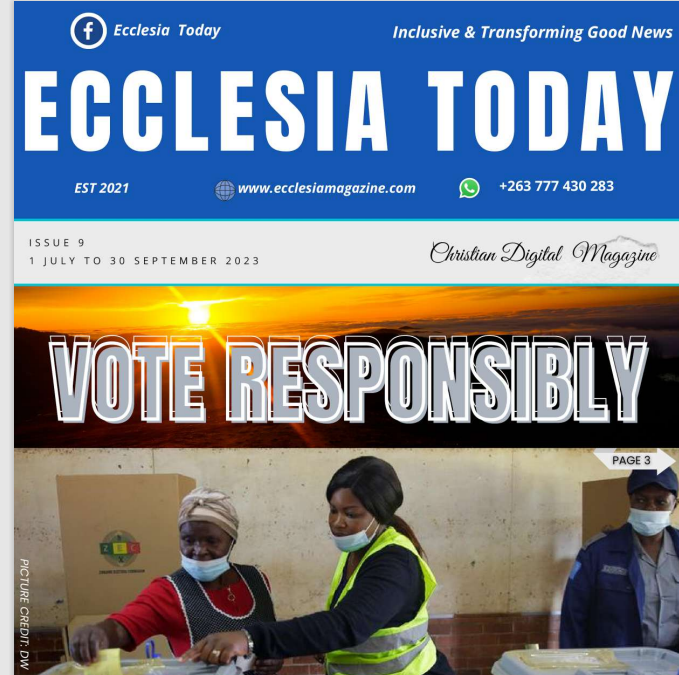 Ecclesia Today
Inclusive & Transforming Good News
ECCLESIA TODAY
EST 2021
www.ecclesiamagazine.com
+263 777 430 283
ISSUE 9
1 JULY TO 30 SEPTEMBER 2023
Christian Digital Magazine
VOTE RESPONSIBLY
PAGE 3
ZEC
PICTURE CREDIT: DW